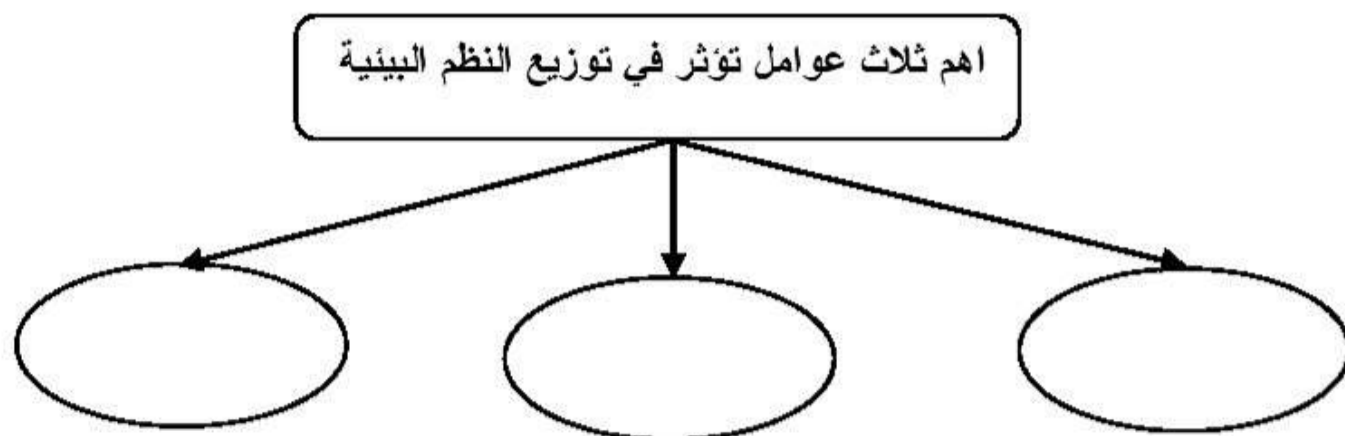 اهم ثلاث عوامل تؤثر في توزيع النظم البيئية